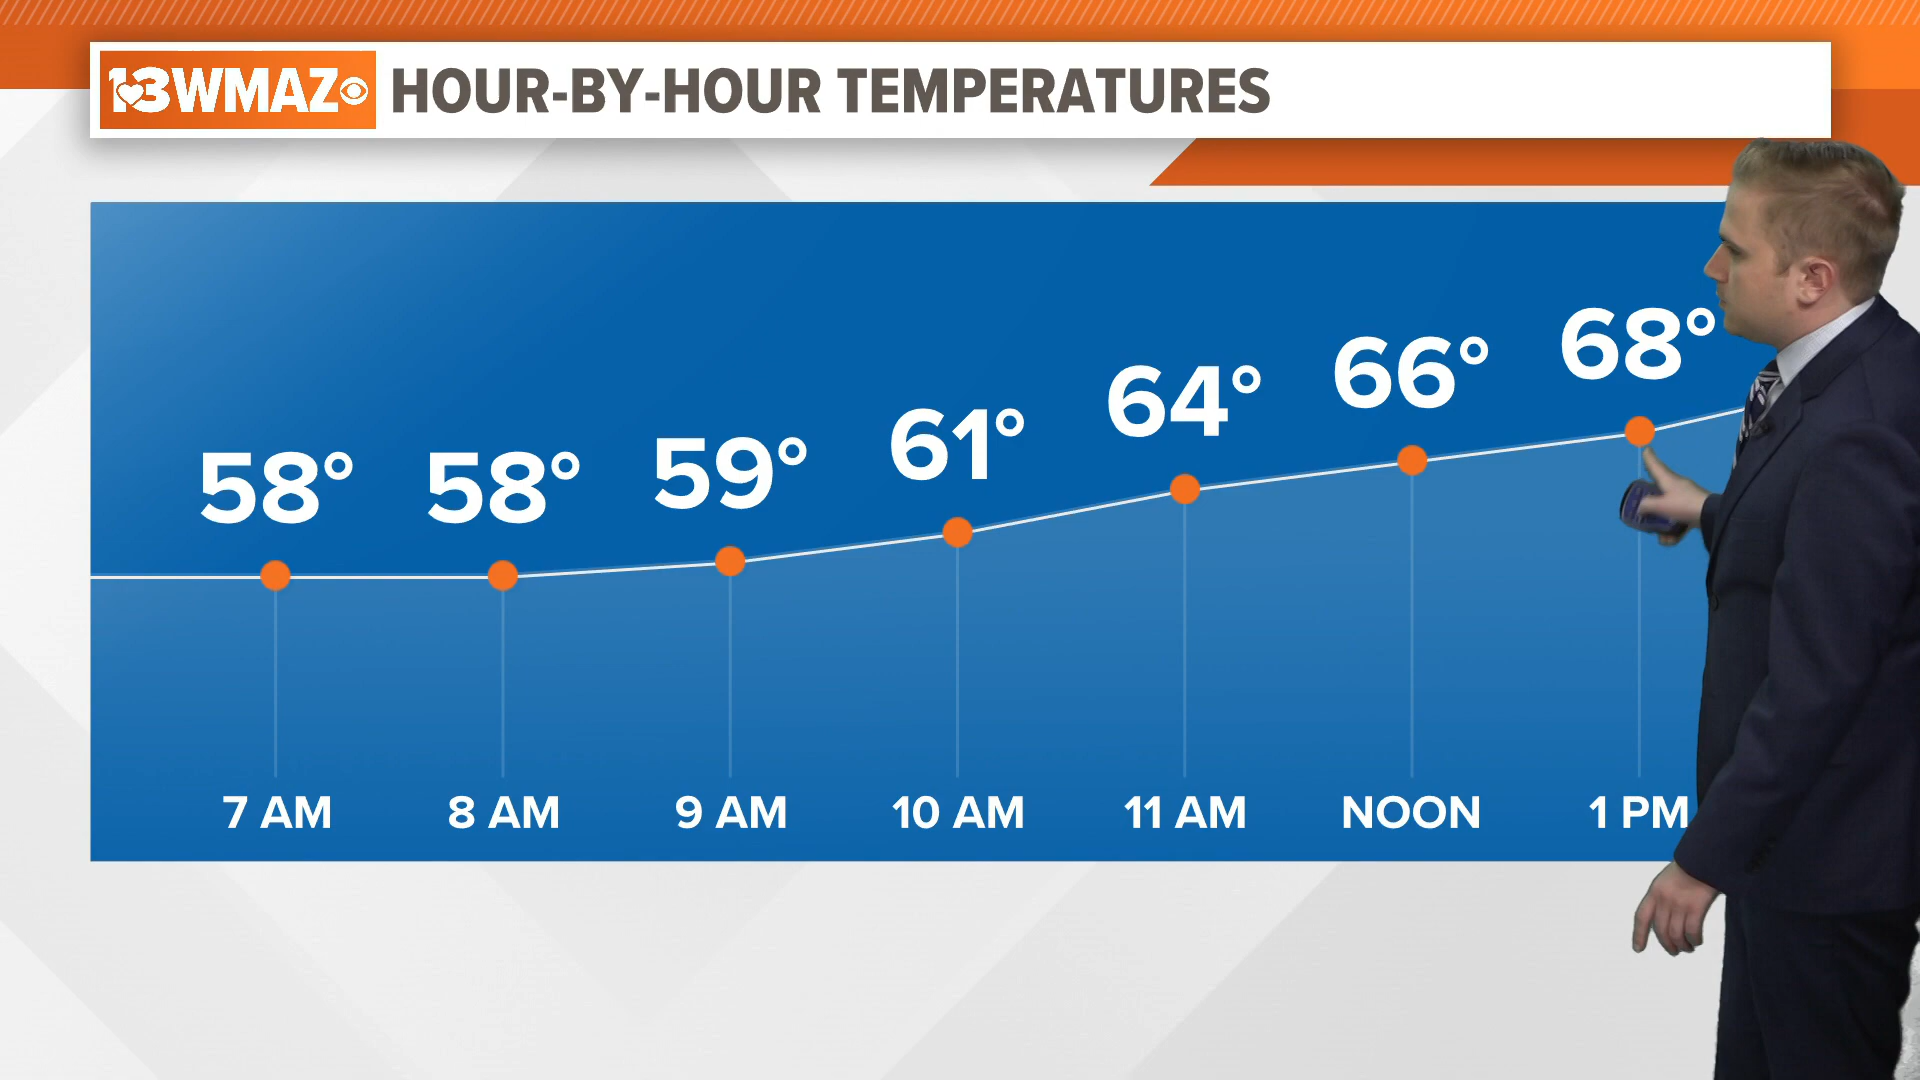 13WMAZ HOUR-BY-HOUR TEMPERATURES
58° 58° 59° 61° 64° 66° 68°
7 AM 8 AM 9 AM 10 AM 11 AM NOON 1 PM